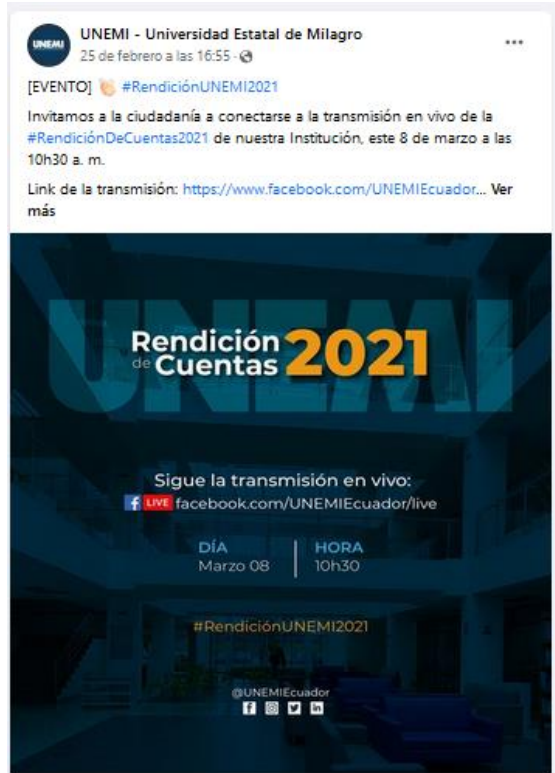 UNEMI
UNEMI - Universidad Estatal de Milagro
25 de febrero a las 16:55 ·
[EVENTO] 👏🏻 #RendiciónUNEMI2021
Invitamos a la ciudadanía a conectarse a la transmisión en vivo de la
#RendiciónDeCuentas2021 de nuestra Institución, este 8 de marzo a las
10h30 a. m.
Link de la transmisión: https://www.facebook.com/UNEMIEcuador... Ver
más
UNEMI
Rendición
de Cuentas 2021
Sigue la transmisión en vivo:
f LIVE facebook.com/UNEMIEcuador/live
DÍA
Marzo 08
HORA
10h30
#RendiciónUNEMI2021
@UNEMIEcuador